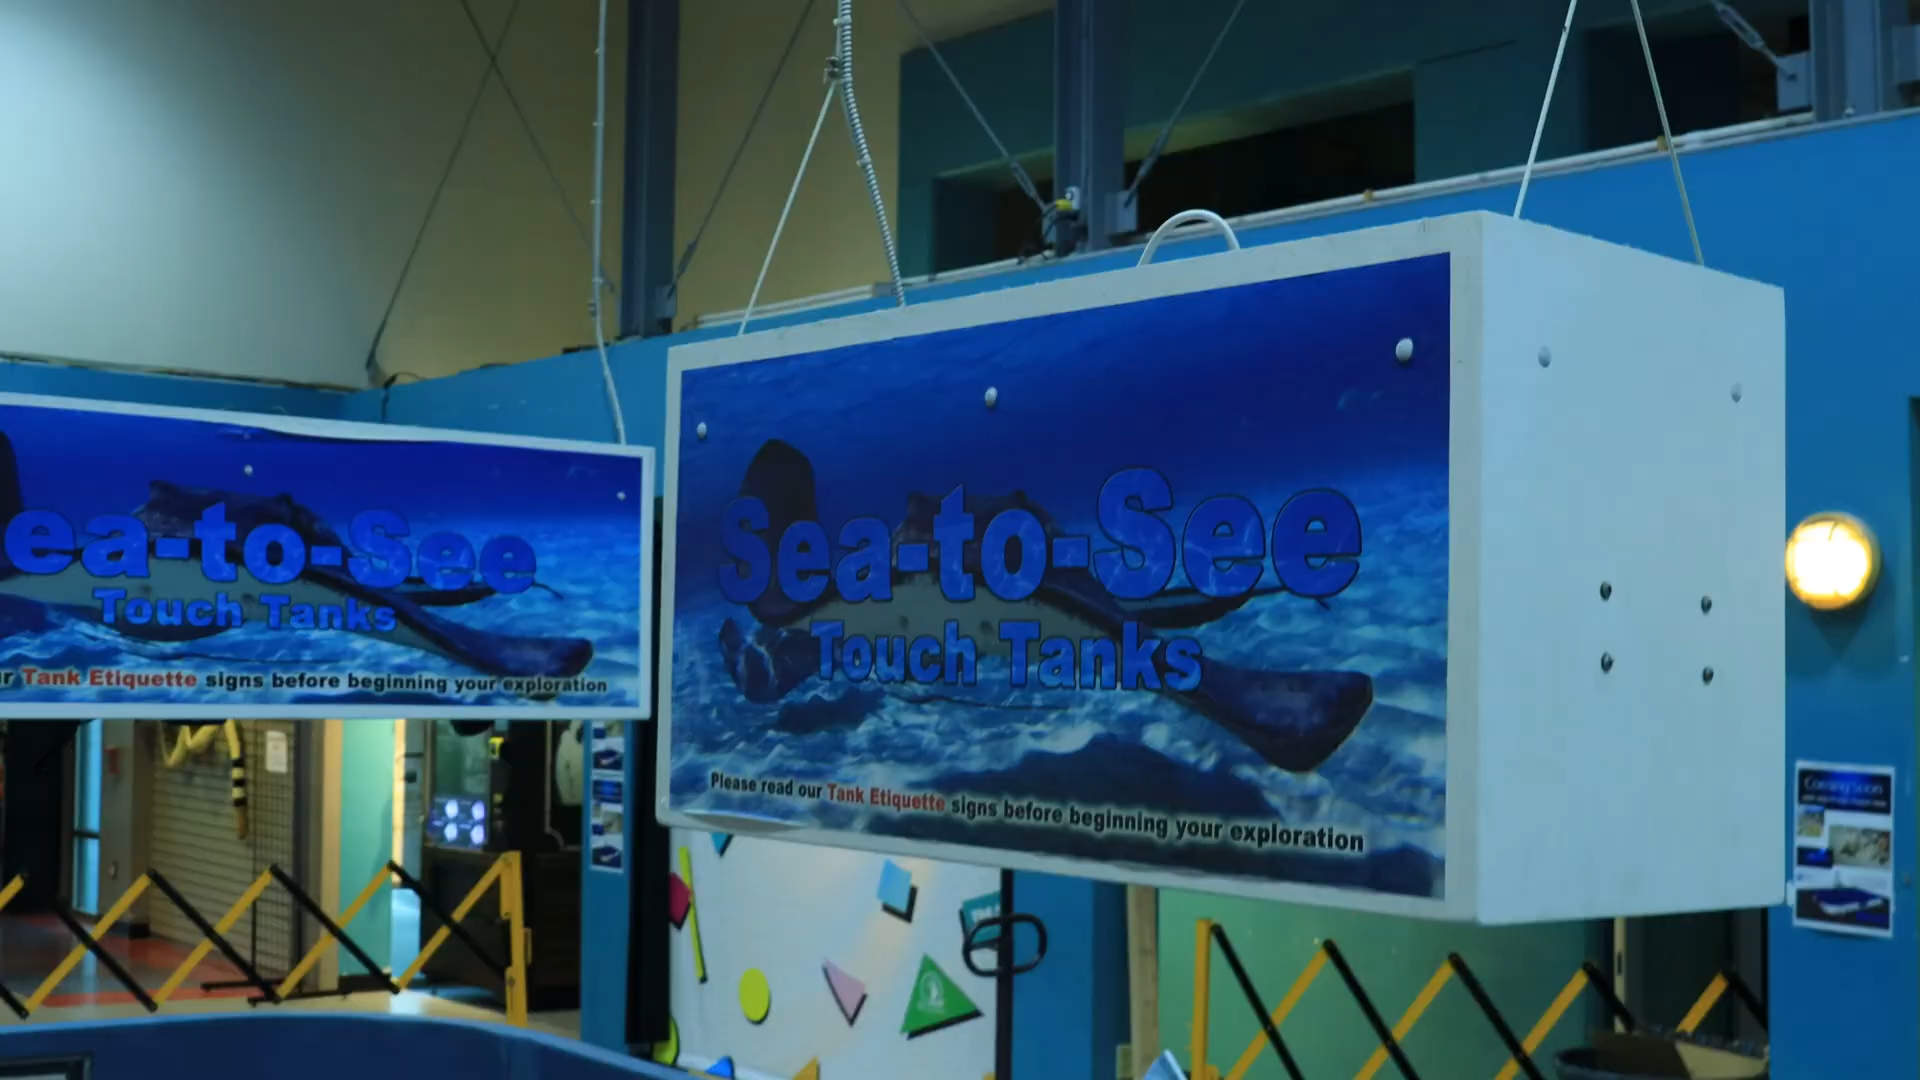 ea-to-See
Touch Tanks
r Tank Etiquette signs before beginning your exploration
Sea-to-See
Touch Tanks
Please read our Tank Etiquette signs before beginning your exploration
Coming Soon